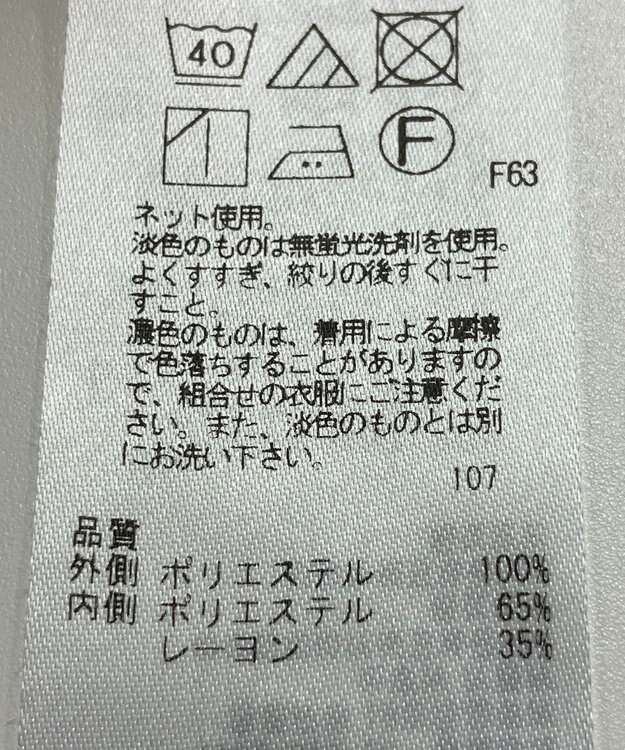 40
F
F63
ネット使用。
淡色のものは無蛍光洗剤を使用。
よくすすぎ、絞りの後すぐに干
すこと。
濃色のものは、着用による摩擦
で色落ちすることがありますの
で、組合せの衣服にご注意くだ
さい。また、淡色のものとは別
にお洗い下さい。
107
品質
外側 ポリエステル 100%
内側 ポリエステル 65%
レーヨン 35%